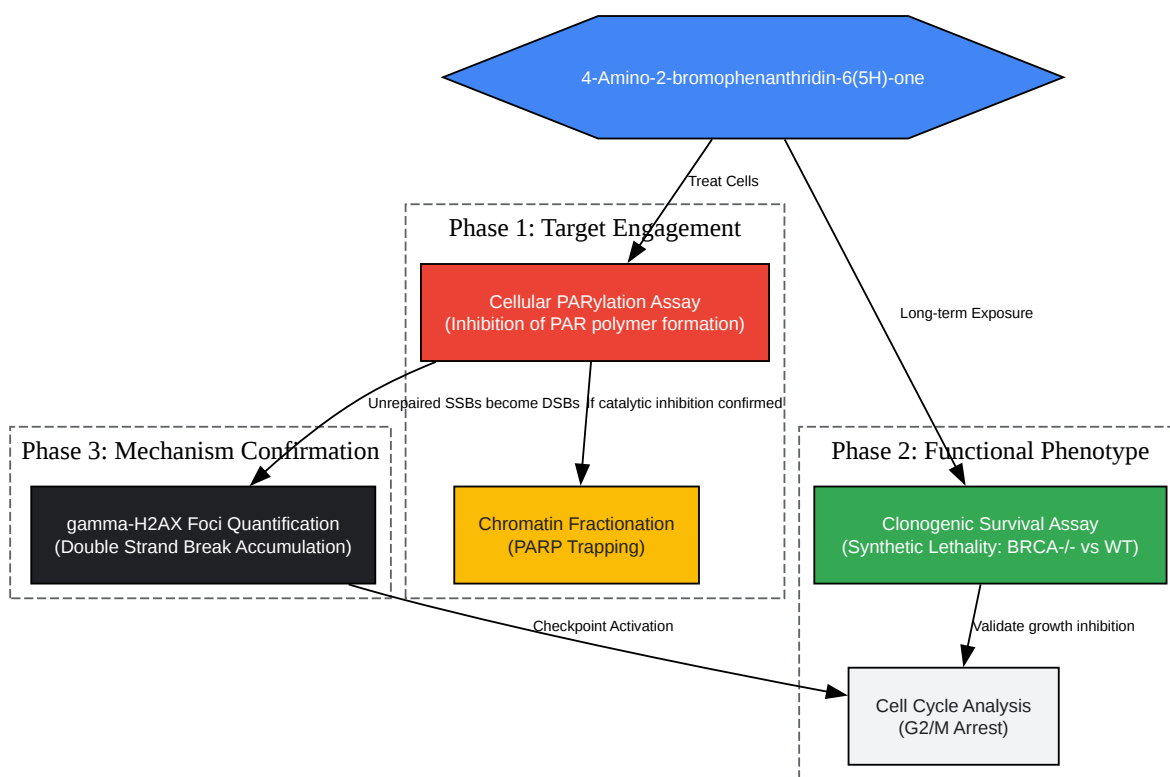 4-Amino-2-bromophenanthridin-6(5H)-one
Treat Cells
Phase 1: Target Engagement
Cellular PARylation Assay
(Inhibition of PAR polymer formation)
Long-term Exposure
Unrepaired SSBs become DSBs
If catalytic inhibition confirmed
Phase 3: Mechanism Confirmation
gamma-H2AX Foci Quantification
(Double Strand Break Accumulation)
Chromatin Fractionation
(PARP Trapping)
Phase 2: Functional Phenotype
Clonogenic Survival Assay
(Synthetic Lethality: BRCA-/- vs WT)
Checkpoint Activation
Validate growth inhibition
Cell Cycle Analysis
(G2/M Arrest)